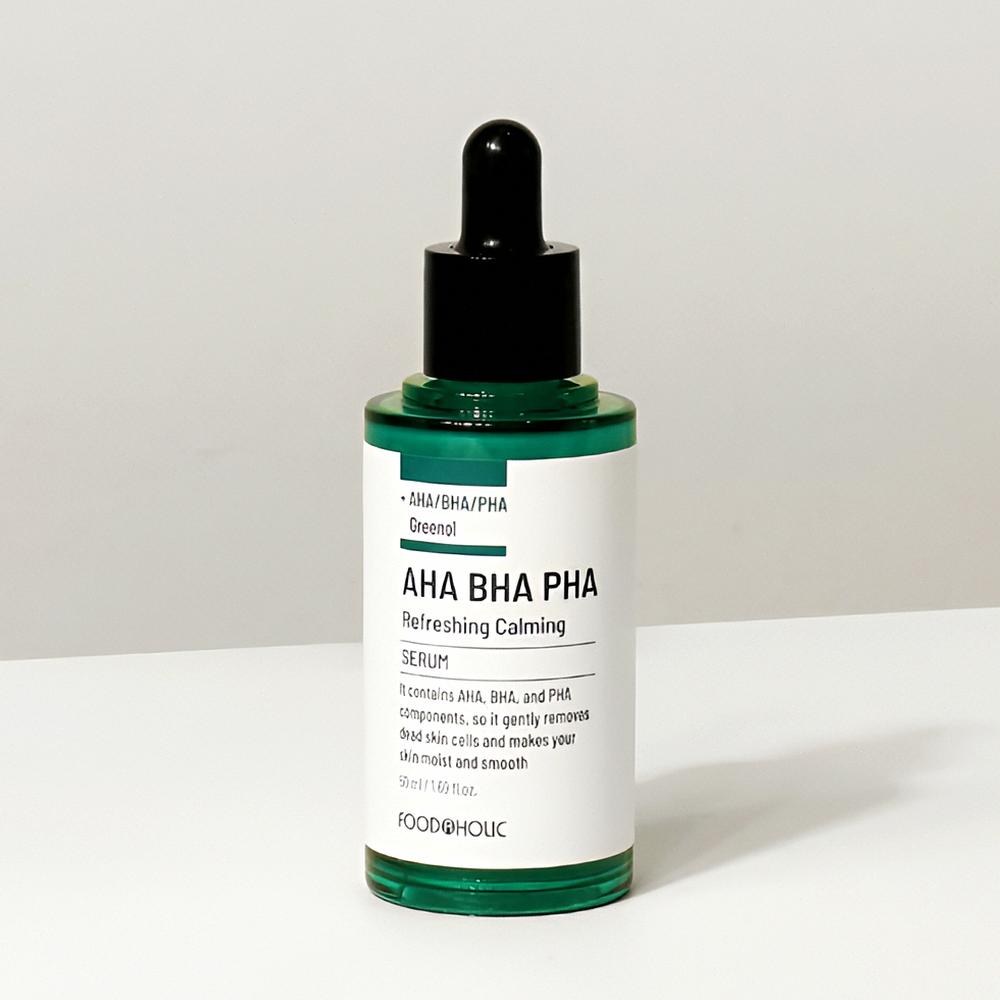 • AHA/BHA/PHA
Greenol
AHA BHA PHA
Refreshing Calming
SERUM
It contains AHA, BHA, and PHA
components, so it gently removes
dead skin cells and makes your
skin moist and smooth
50 ml / 1.69 fl.oz.
FOODAHOLIC